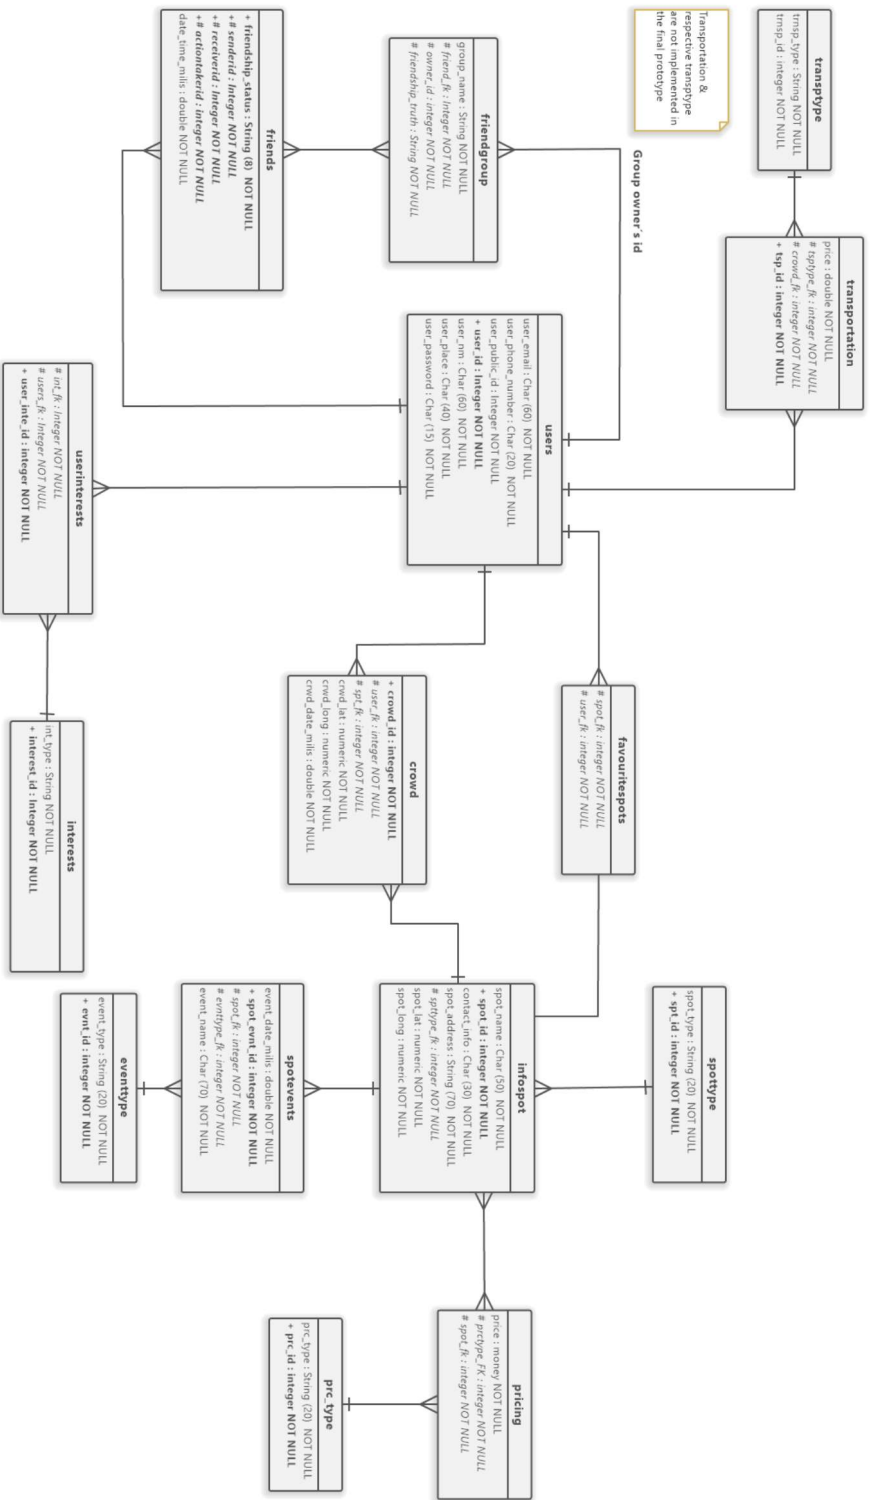 transptype
trnsp_type : String NOT NULL
trnsp_id : integer NOT NULL
transportation
price : double NOT NULL
# tsptype_fk : integer NOT NULL
# crowd_fk : integer NOT NULL
+ tsp_id : integer NOT NULL
Transportation &
respective transptype
are not implemented in
the final prototype
Group owner´s id
friendgroup
group_name : String NOT NULL
# friend_fk : Integer NOT NULL
# owner_id : integer NOT NULL
# friendship_truth : String NOT NULL
friends
+ friendship_status : String (8) NOT NULL
+# senderid : Integer NOT NULL
+# receiverid : Integer NOT NULL
+# actiontakerid : integer NOT NULL
date_time_milis : double NOT NULL
users
user_email : Char (60) NOT NULL
user_phone_number : Char (20) NOT NULL
user_public_id : Integer NOT NULL
+ user_id : Integer NOT NULL
user_nm : Char (60) NOT NULL
user_place : Char (40) NOT NULL
user_password : Char (15) NOT NULL
userinterests
# int_fk : Integer NOT NULL
# users_fk : Integer NOT NULL
+ user_inte_id : integer NOT NULL
favouritespots
# spot_fk : integer NOT NULL
# user_fk : integer NOT NULL
crowd
+ crowd_id : integer NOT NULL
# user_fk : integer NOT NULL
# spt_fk : integer NOT NULL
crwd_lat : numeric NOT NULL
crwd_long : numeric NOT NULL
crwd_date_milis : double NOT NULL
interests
int_type : String NOT NULL
+ interest_id : Integer NOT NULL
spottype
spot_type : String (20) NOT NULL
+ spt_id : integer NOT NULL
infospot
spot_name : Char (50) NOT NULL
+ spot_id : integer NOT NULL
contact_info : Char (30) NOT NULL
spot_address : String (70) NOT NULL
# spttype_fk : integer NOT NULL
spot_lat : numeric NOT NULL
spot_long : numeric NOT NULL
spotevents
event_date_milis : double NOT NULL
+ spot_evnt_id : integer NOT NULL
# spot_fk : integer NOT NULL
# evnttype_fk : integer NOT NULL
event_name : Char (70) NOT NULL
eventtype
event_type : String (20) NOT NULL
+ evnt_id : integer NOT NULL
pricing
price : money NOT NULL
# prctype_FK : integer NOT NULL
# spot_fk : integer NOT NULL
prc_type
prc_type : String (20) NOT NULL
+ prc_id : integer NOT NULL